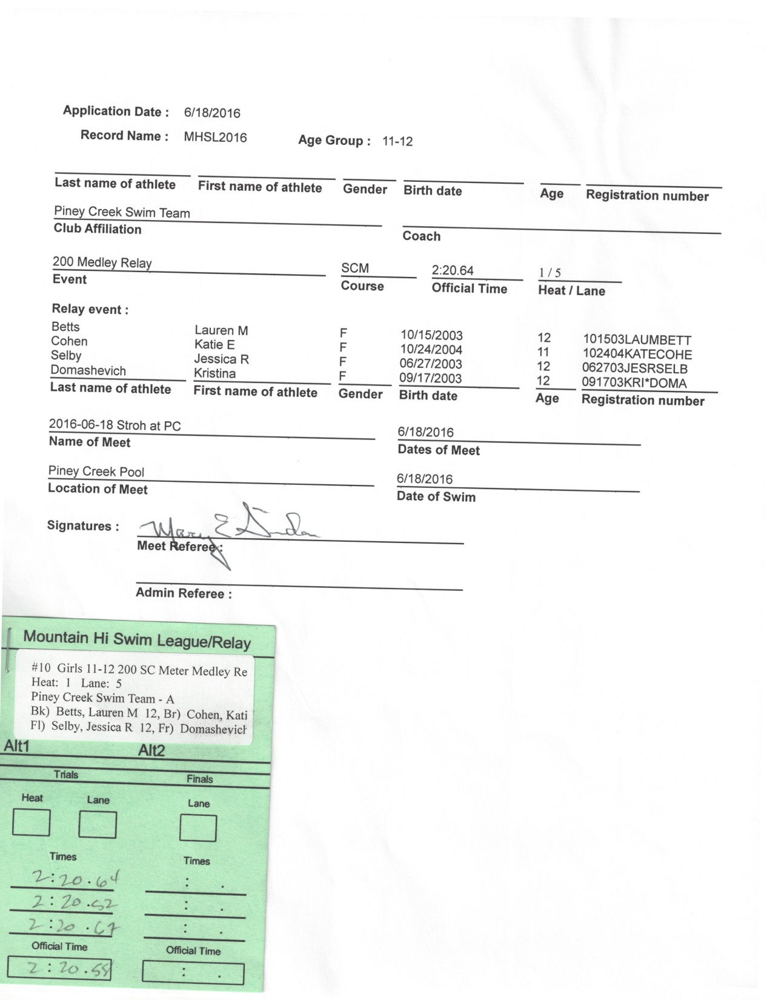 Application Date : 6/18/2016
Record Name : MHSL2016 Age Group : 11-12
Last name of athlete First name of athlete Gender Birth date Age Registration number
Piney Creek Swim Team
Club Affiliation Coach
200 Medley Relay SCM 2:20.64 1 / 5
Event Course Official Time Heat / Lane
Relay event :
Betts Lauren M F 10/15/2003 12 101503LAUMBETT
Cohen Katie E F 10/24/2004 11 102404KATECOHE
Selby Jessica R F 06/27/2003 12 062703JESRSELB
Domashevich Kristina F 09/17/2003 12 091703KRI*DOMA
Last name of athlete First name of athlete Gender Birth date Age Registration number
2016-06-18 Stroh at PC 6/18/2016
Name of Meet Dates of Meet
Piney Creek Pool 6/18/2016
Location of Meet Date of Swim
Signatures : Mary E
Meet Referee :
Admin Referee :
Mountain Hi Swim League/Relay
#10 Girls 11-12 200 SC Meter Medley Re
Heat: 1 Lane: 5
Piney Creek Swim Team - A
Bk) Betts, Lauren M 12, Br) Cohen, Kati
Fl) Selby, Jessica R 12, Fr) Domashevich
Alt1 Alt2
Trials Finals
Heat Lane Lane
Times Times
2:20.64 : .
2:20.52 : .
2:20.67 : .
Official Time Official Time
: .